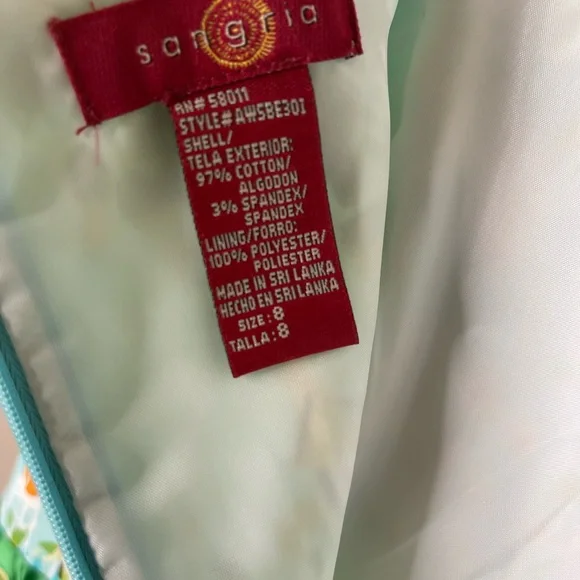 sangria
RN# 58011
STYLE# AWSBE30I
SHELL/
TELA EXTERIOR:
97% COTTON/
ALGODON
3% SPANDEX/
SPANDEX
LINING/FORRO:
100% POLYESTER/
POLIESTER
MADE IN SRI LANKA
HECHO EN SRI LANKA
SIZE: 8
TALLA: 8